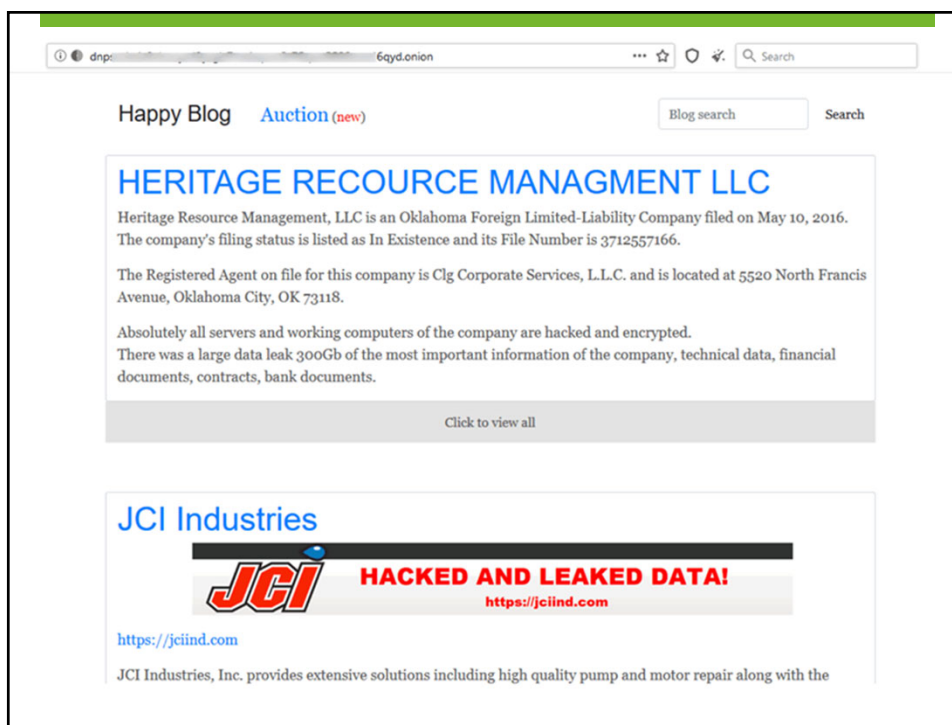 dnp
6qyd.onion
Search
Happy Blog Auction (new) Blog search Search
HERITAGE RECOURCE MANAGMENT LLC
Heritage Resource Management, LLC is an Oklahoma Foreign Limited-Liability Company filed on May 10, 2016.
The company's filing status is listed as In Existence and its File Number is 3712557166.
The Registered Agent on file for this company is Clg Corporate Services, L.L.C. and is located at 5520 North Francis
Avenue, Oklahoma City, OK 73118.
Absolutely all servers and working computers of the company are hacked and encrypted.
There was a large data leak 300Gb of the most important information of the company, technical data, financial
documents, contracts, bank documents.
Click to view all
JCI Industries
JCI HACKED AND LEAKED DATA!
https://jciind.com
https://jciind.com
JCI Industries, Inc. provides extensive solutions including high quality pump and motor repair along with the